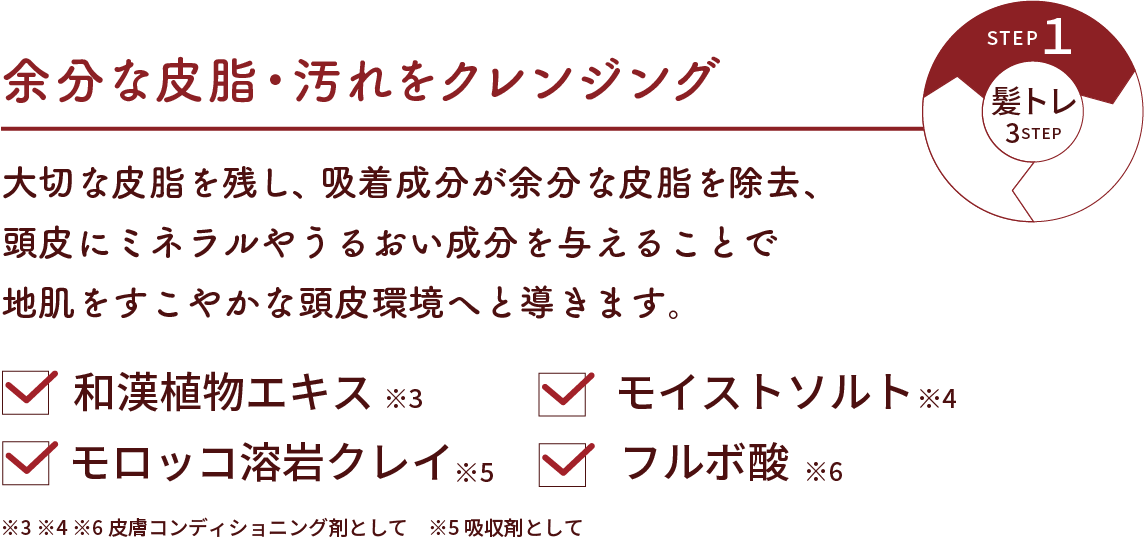 STEP 1
髪トレ
3STEP
余分な皮脂・汚れをクレンジング
大切な皮脂を残し、吸着成分が余分な皮脂を除去、
頭皮にミネラルやうるおい成分を与えることで
地肌をすこやかな頭皮環境へと導きます。
和漢植物エキス ※3
モイストソルト※4
モロッコ溶岩クレイ※5
フルボ酸 ※6
※3 ※4 ※6 皮膚コンディショニング剤として ※5 吸収剤として